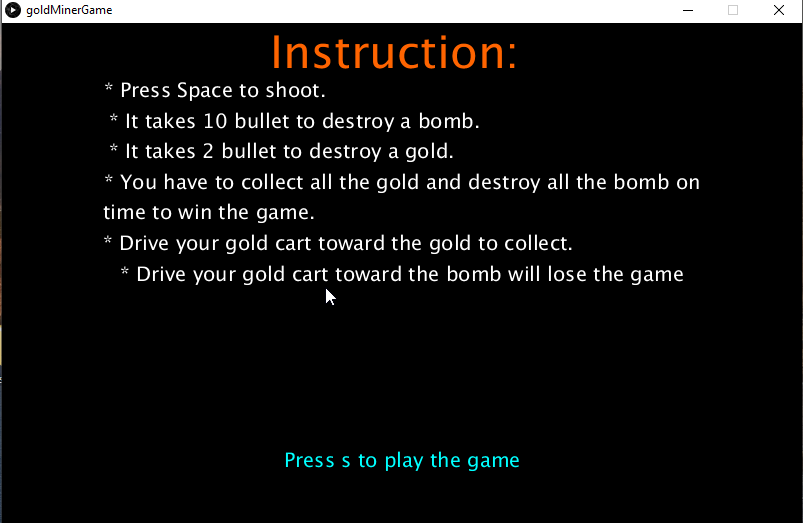 goldMinerGame
Instruction:
* Press Space to shoot.
* It takes 10 bullet to destroy a bomb.
* It takes 2 bullet to destroy a gold.
* You have to collect all the gold and destroy all the bomb on
time to win the game.
* Drive your gold cart toward the gold to collect.
* Drive your gold cart toward the bomb will lose the game
Press s to play the game